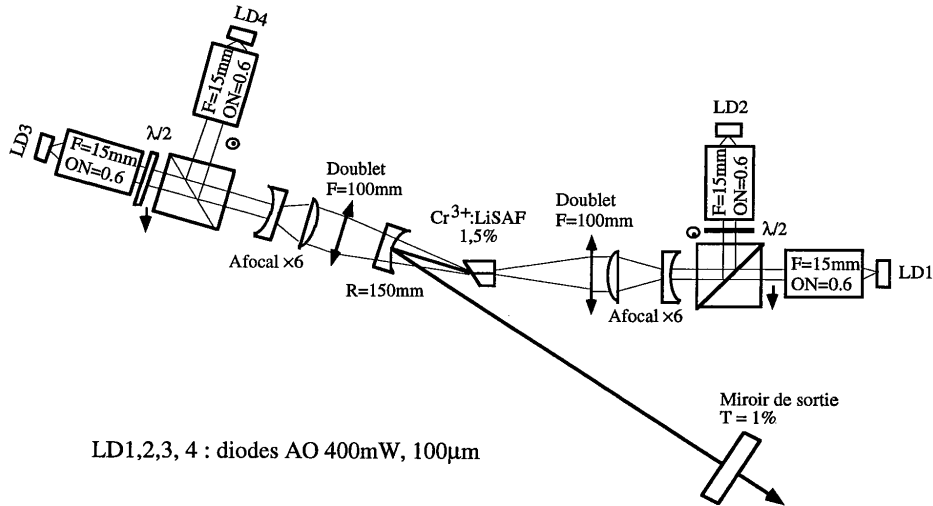 LD4
F=15mm
ON=0.6
LD3
F=15mm
ON=0.6
λ/2
Doublet
F=100mm
Afocal ×6
R=150mm
Cr3+:LiSAF
1,5%
Doublet
F=100mm
Afocal ×6
LD2
F=15mm
ON=0.6
λ/2
F=15mm
ON=0.6
LD1
Miroir de sortie
T = 1%
LD1,2,3, 4 : diodes AO 400mW, 100µm